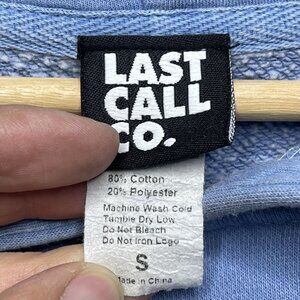 LAST
CALL
CO.
80% Cotton
20% Polyester
Machine Wash Cold
Tumble Dry Low
Do Not Bleach
Do Not Iron Logo
S
Made in China